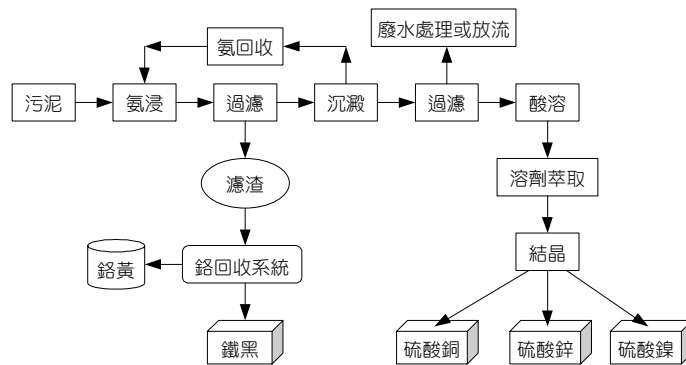 廢水處理或放流
氨回收
污泥
氨浸
過濾
沉澱
過濾
酸溶
濾渣
溶劑萃取
鉻黃
鉻回收系統
結晶
鐵黑
硫酸銅
硫酸鋅
硫酸鎳